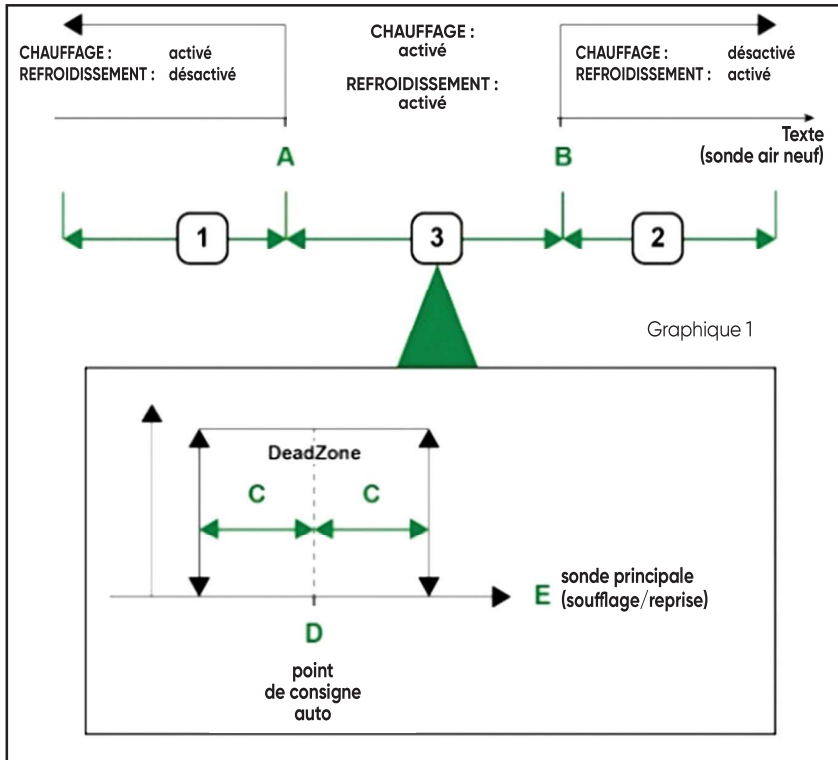 CHAUFFAGE : activé
REFROIDISSEMENT : désactivé
CHAUFFAGE :
activé
REFROIDISSEMENT :
activé
CHAUFFAGE : désactivé
REFROIDISSEMENT : activé
Texte
(sonde air neuf)
A
B
1
3
2
Graphique 1
DeadZone
C
C
E
sonde principale
(soufflage/reprise)
D
point
de consigne
auto